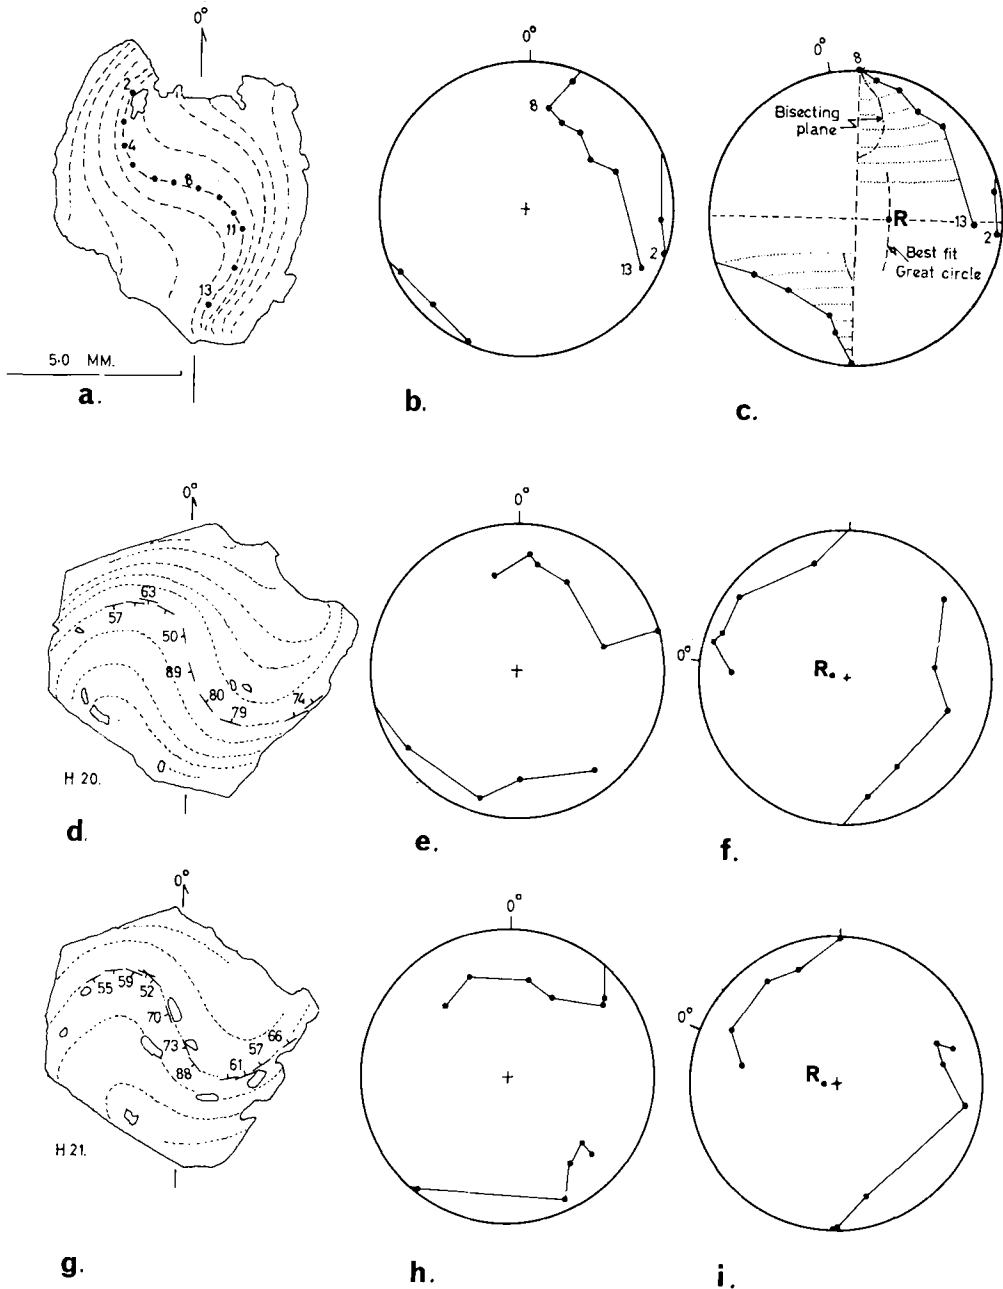 0°
2
4
8
11
13
5·0 MM.
a.
0°
8
13
2
b.
0°
8
Bisecting
plane
R
13
2
Best fit
Great circle
c.
0°
63
57
50
89
80
79
74
H 20.
d.
0°
e.
0°
R.
f.
0°
55 59 52
70
73
88
61
57
66
H 21.
g.
0°
h.
0°
R.
i.